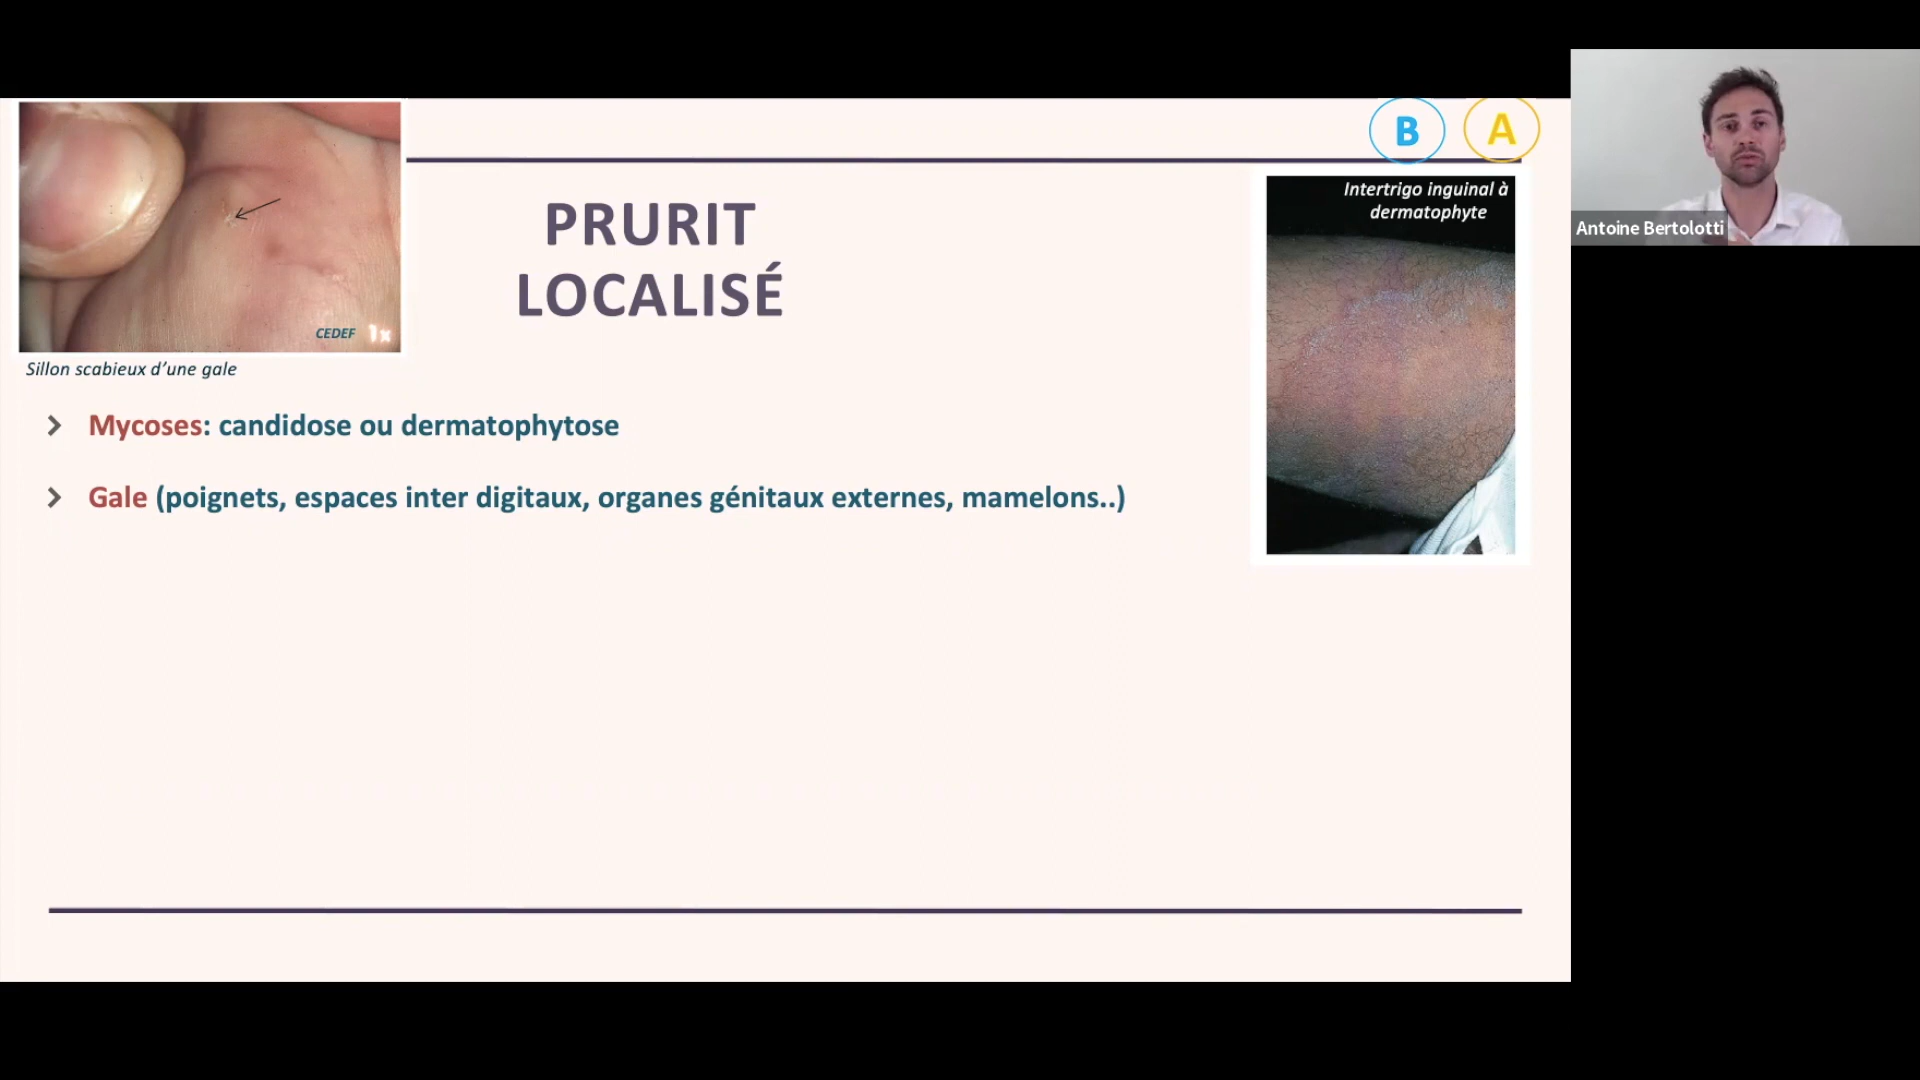 B
A
CEDEF
1x
Sillon scabieux d’une gale
PRURIT
LOCALISÉ
Intertrigo inguinal à
dermatophyte
Mycoses: candidose ou dermatophytose
Gale (poignets, espaces inter digitaux, organes génitaux externes, mamelons..)
Antoine Bertolotti